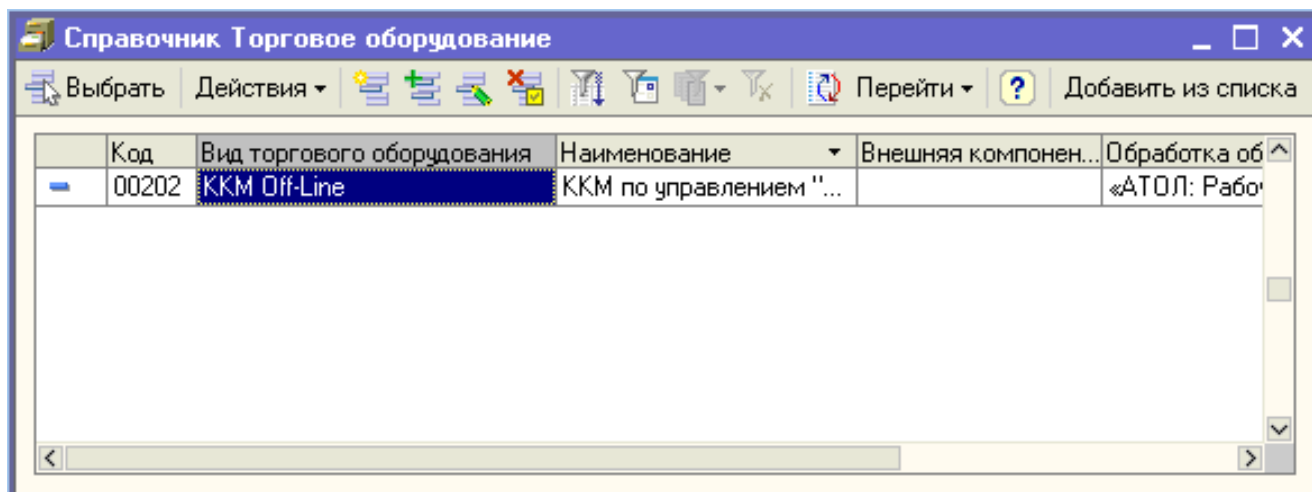 Справочник Торговое оборудование
Выбрать Действия Перейти ? Добавить из списка
Код Вид торгового оборудования Наименование Внешняя компонен... Обработка об
00202 ККМ Off-Line ККМ по управлением "... «АТОЛ: Рабоч